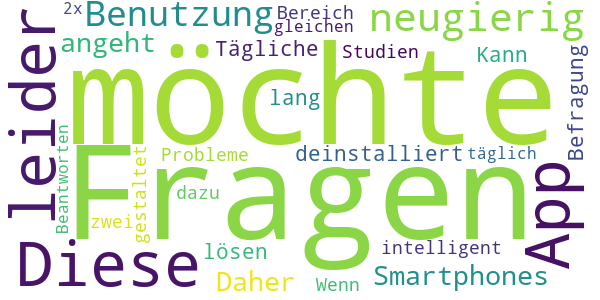 2x
Benutzung
Bereich
gleichen
neugierig
leider
angeht
Tägliche
Studien
Kann
Befragung
möchte
lang
Beantworten
gestaltet
Probleme
deinstalliert
täglich
Fragen
dazu
zwei
App
Diese
lösen
intelligent
Daher
Wenn
Smartphones